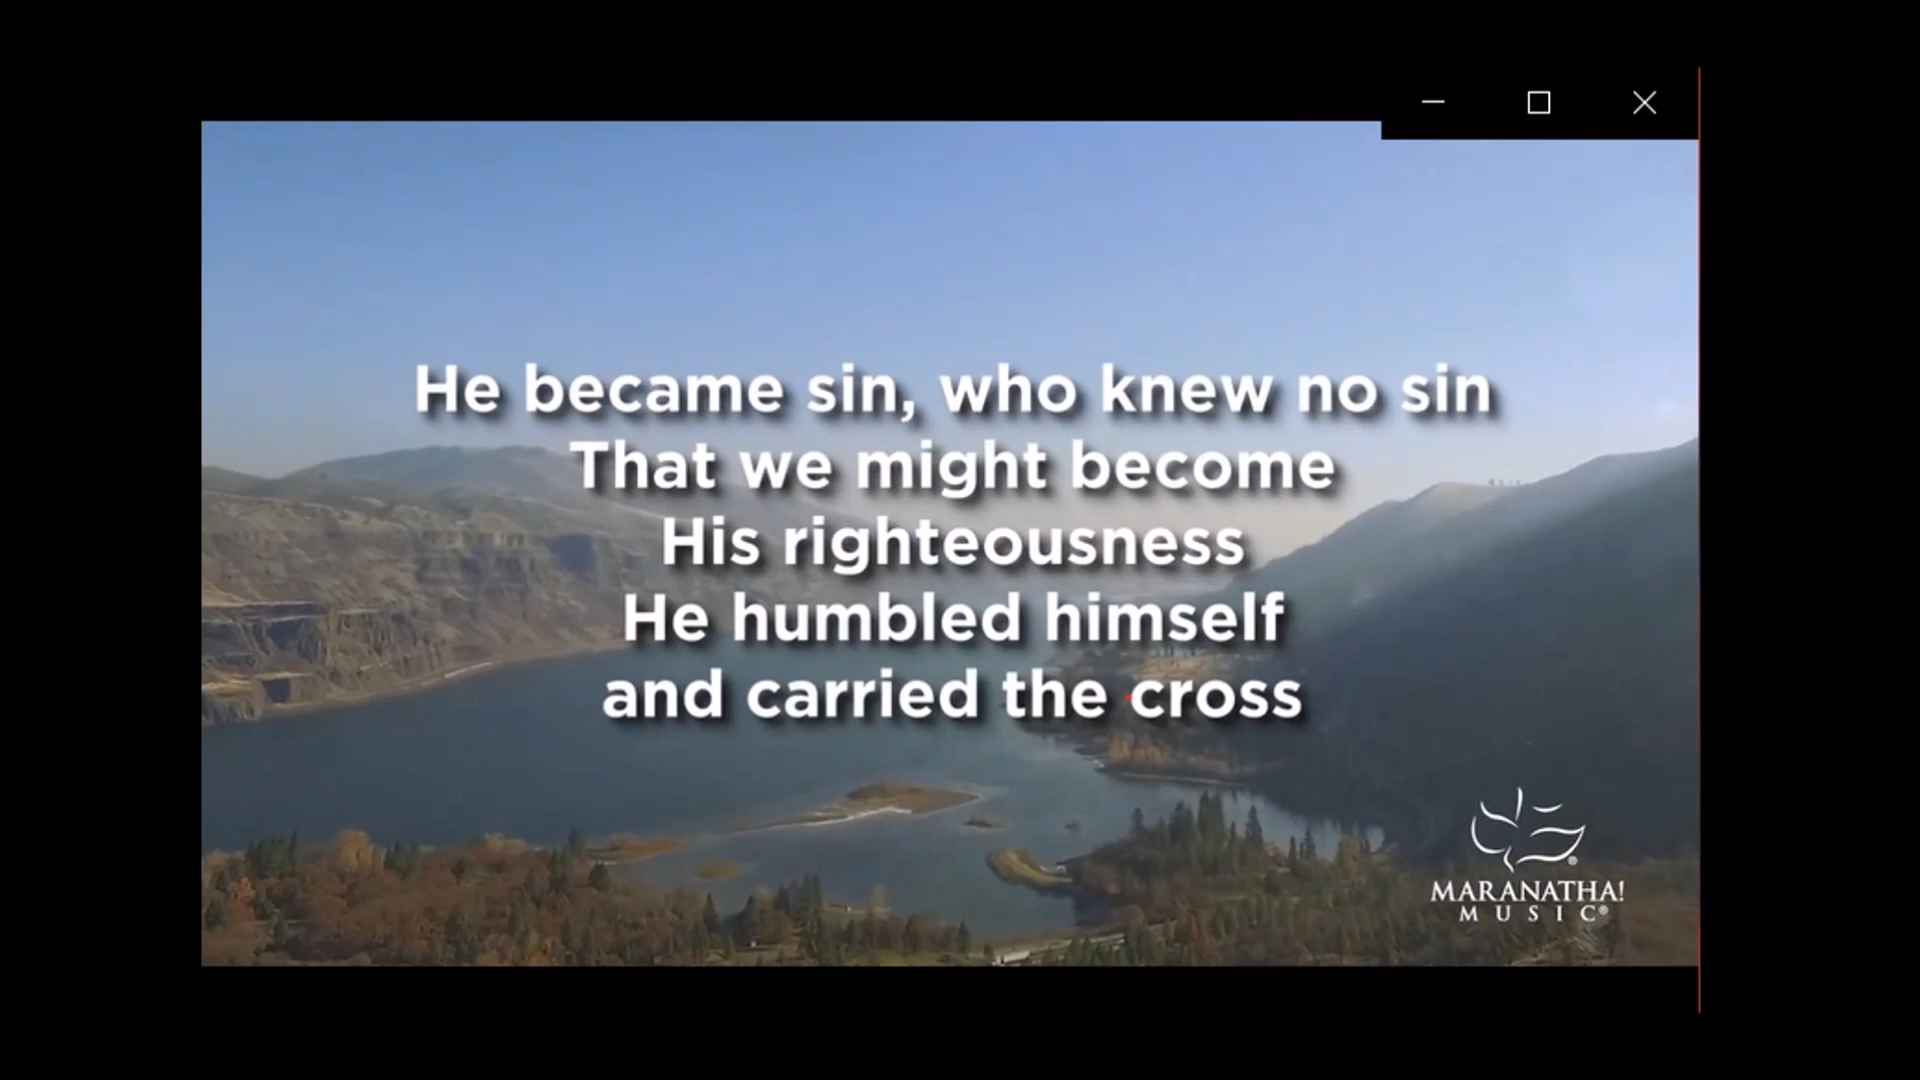 He became sin, who knew no sin
That we might become
His righteousness
He humbled himself
and carried the cross
MARANATHA!
MUSIC®